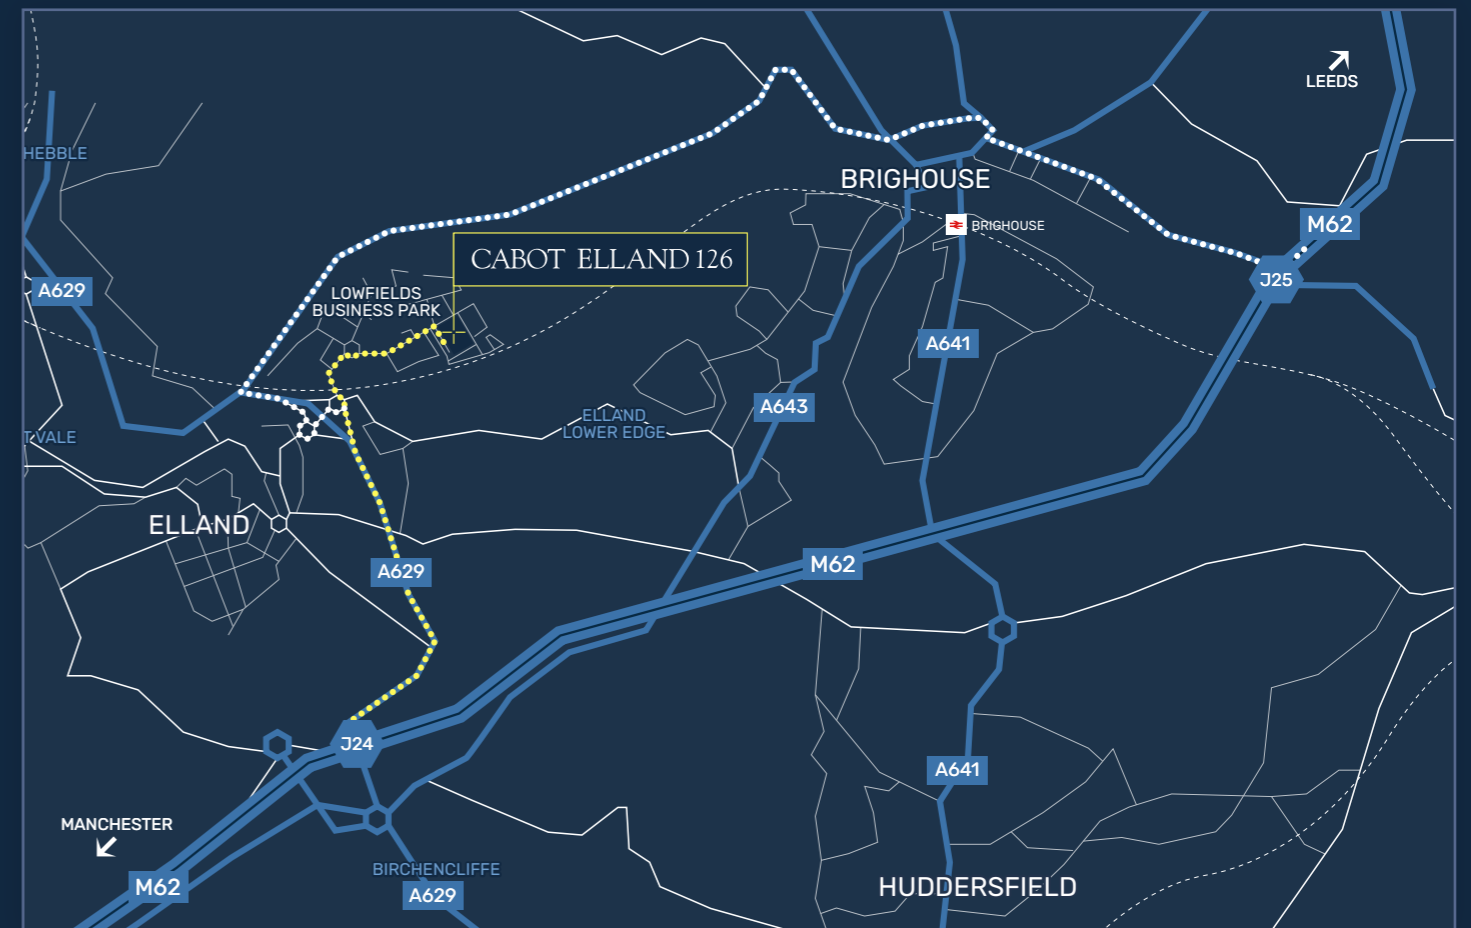 LEEDS
HEBBLE
BRIGHOUSE
M62
BRIGHOUSE
CABOT ELLAND 126
J25
A629
LOWFIELDS
BUSINESS PARK
A641
A643
ELLAND
LOWER EDGE
T VALE
ELLAND
M62
A629
J24
A641
MANCHESTER
BIRCHENCLIFFE
M62
HUDDERSFIELD
A629